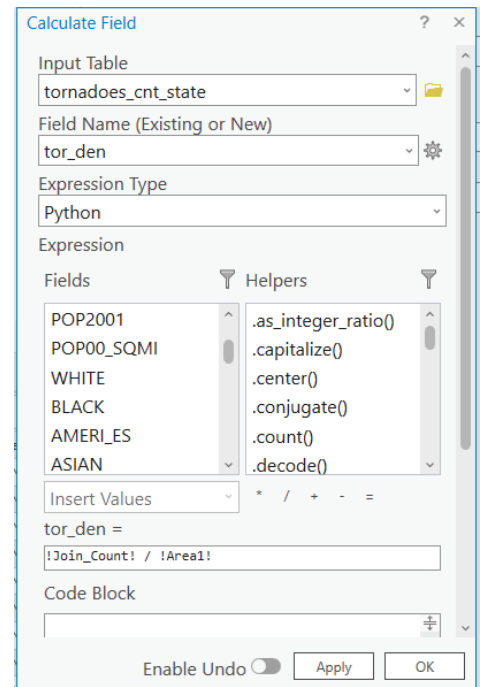 Calculate Field ? ×
Input Table
tornadoes_cnt_state
Field Name (Existing or New)
tor_den
Expression Type
Python
Expression
Fields Helpers
POP2001 .as_integer_ratio()
POP00_SQMI .capitalize()
WHITE .center()
BLACK .conjugate()
AMERI_ES .count()
ASIAN .decode()
Insert Values * / + - =
tor_den =
!Join_Count! / !Area1!
Code Block
Enable Undo Apply OK